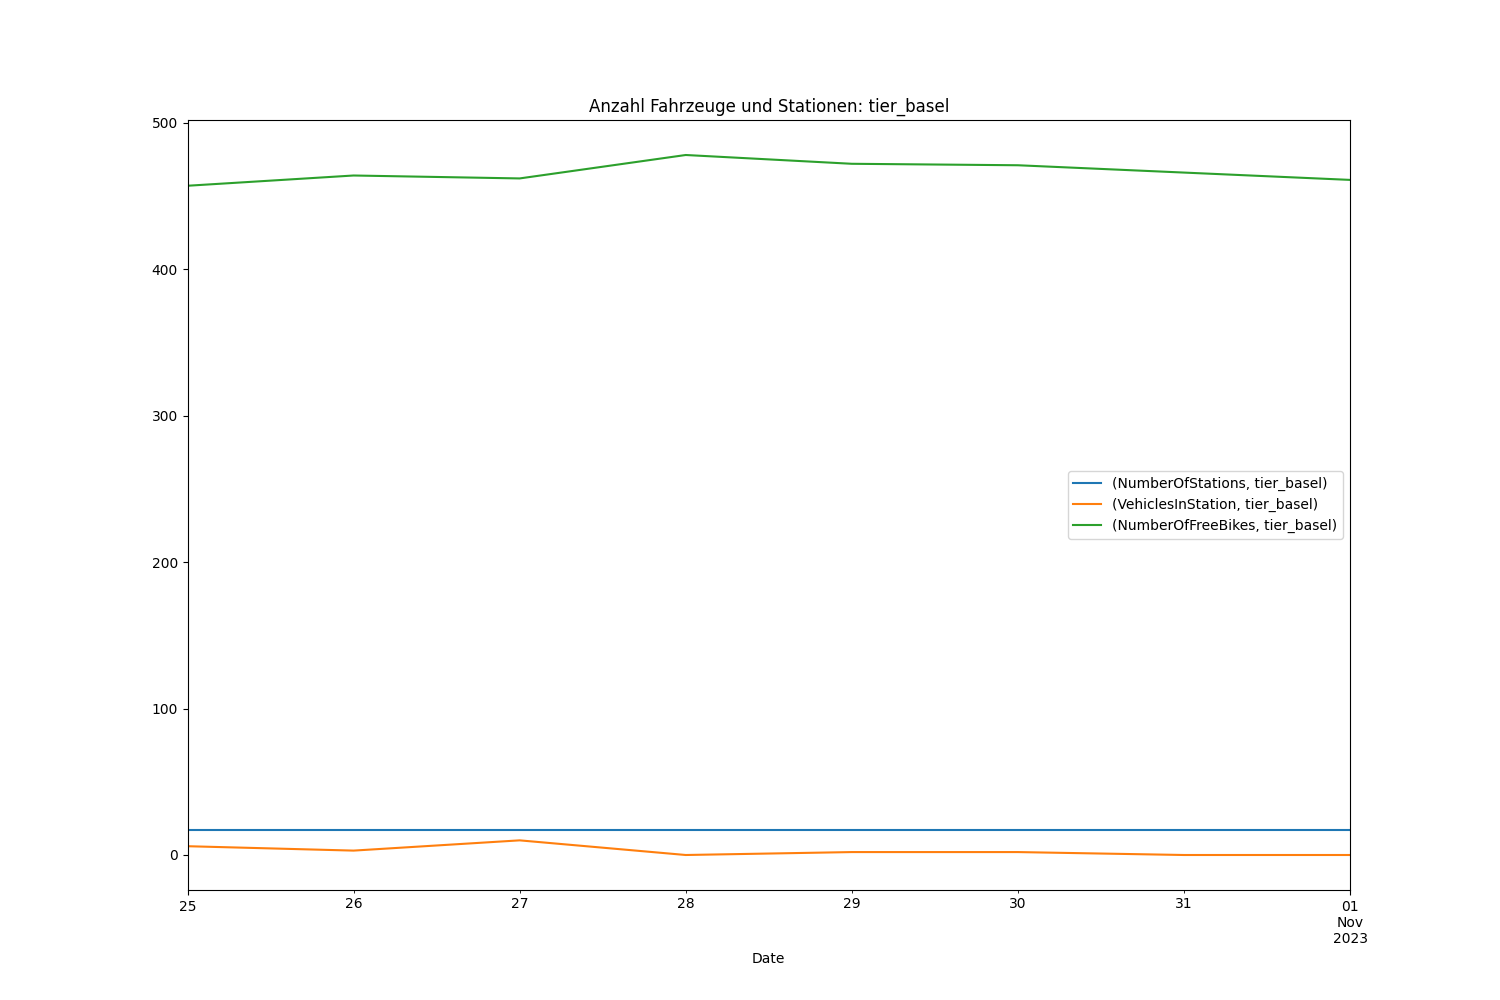 Anzahl Fahrzeuge und Stationen: tier_basel
500
400
300
200
100
0
(NumberOfStations, tier_basel)
(VehiclesInStation, tier_basel)
(NumberOfFreeBikes, tier_basel)
25 26 27 28 29 30 31 01
Nov
2023
Date